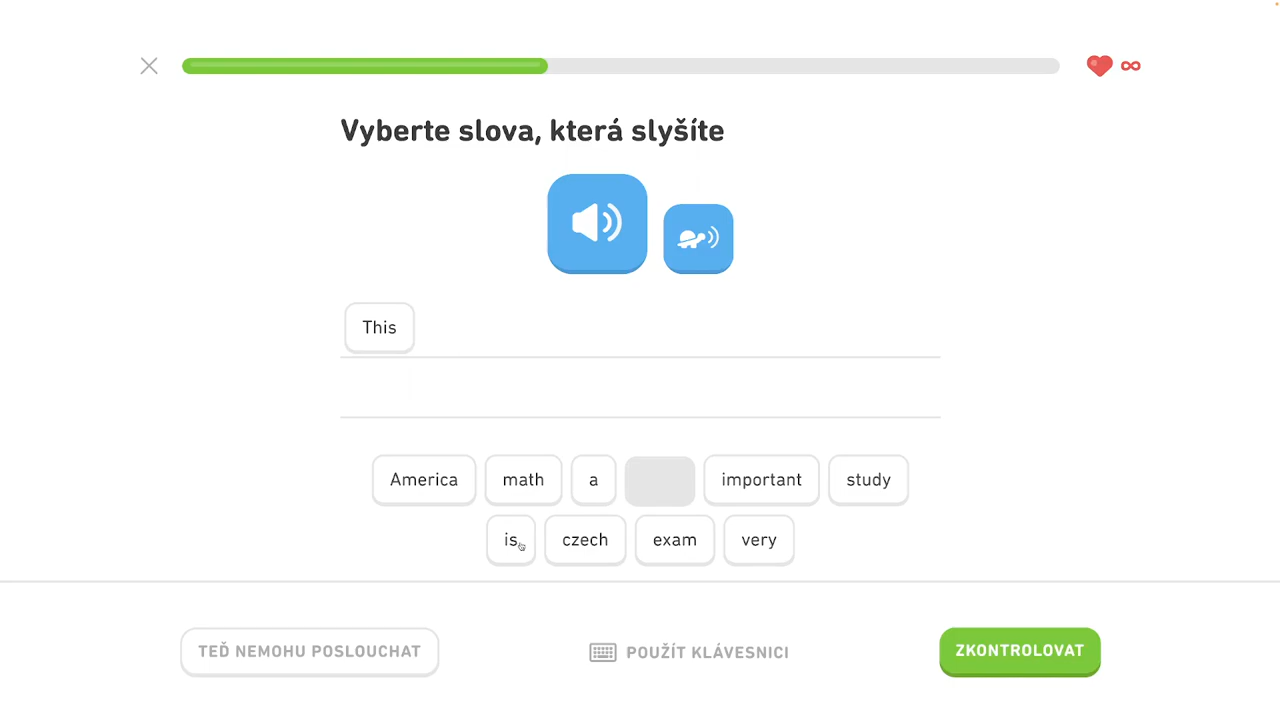 Vyberte slova, která slyšíte
This
America math a important study
is czech exam very
TEĎ NEMOHU POSLOUCHAT POUŽÍT KLÁVESNICI ZKONTROLOVAT